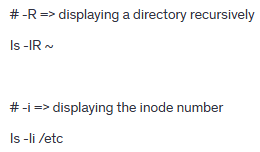 # -R => displaying a directory recursively
ls -lR ~
# -i => displaying the inode number
ls -li /etc